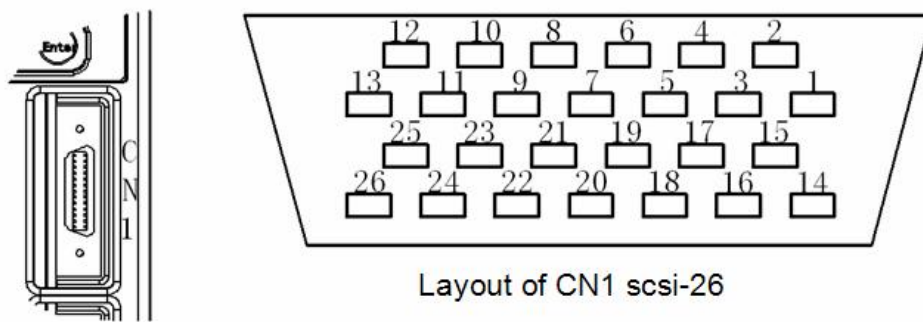 Enter
C
N
1
12 10 8 6 4 2
13 11 9 7 5 3 1
25 23 21 19 17 15
26 24 22 20 18 16 14
Layout of CN1 scsi-26